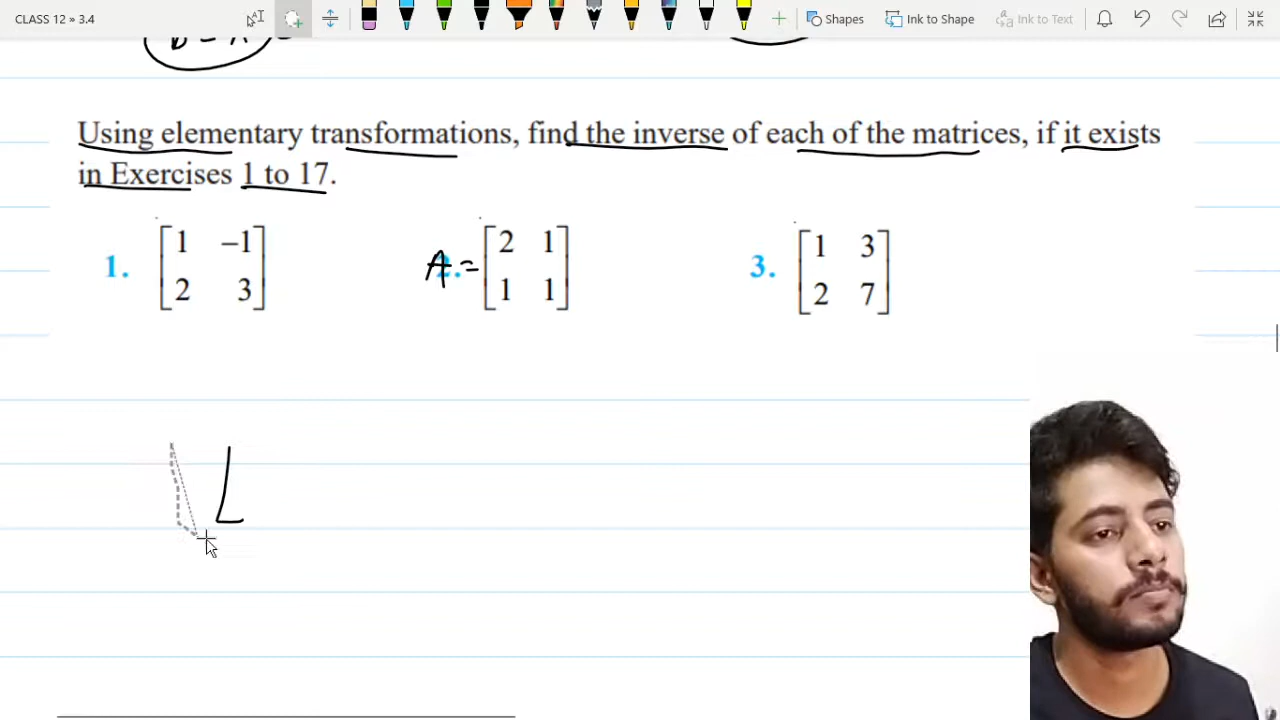 CLASS 12 » 3.4
Shapes
Ink to Shape
Ink to Text
Using elementary transformations, find the inverse of each of the matrices, if it exists
in Exercises 1 to 17.
1. [1 –1
2 3]
A = [2 1
1 1]
3. [1 3
2 7]